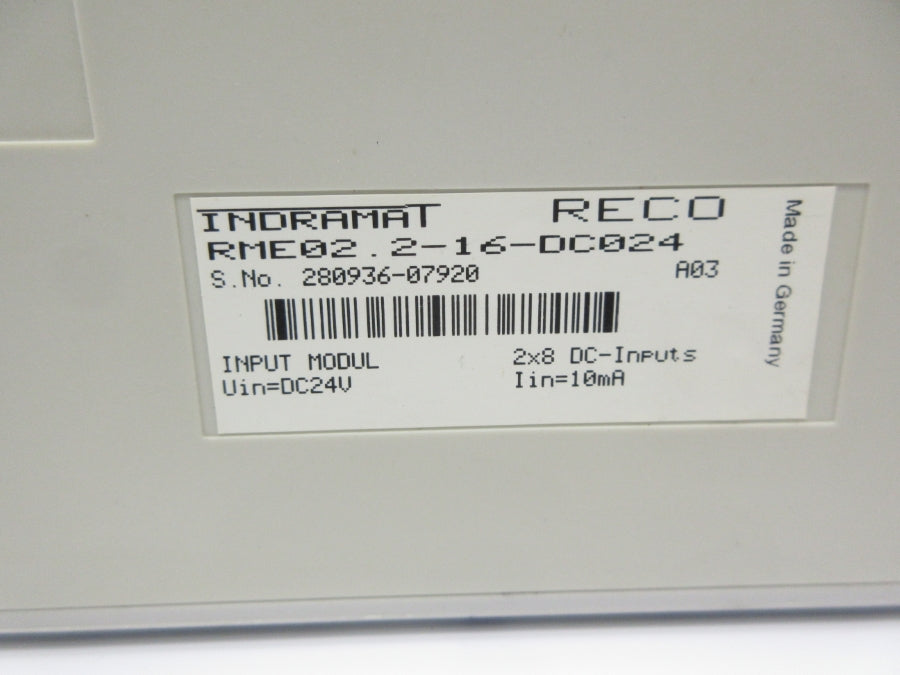 INDRAMAT RECO
RME02.2-16-DC024
S.No. 280936-07920 A03
INPUT MODUL 2x8 DC-Inputs
Uin=DC24V Iin=10mA
Made in Germany